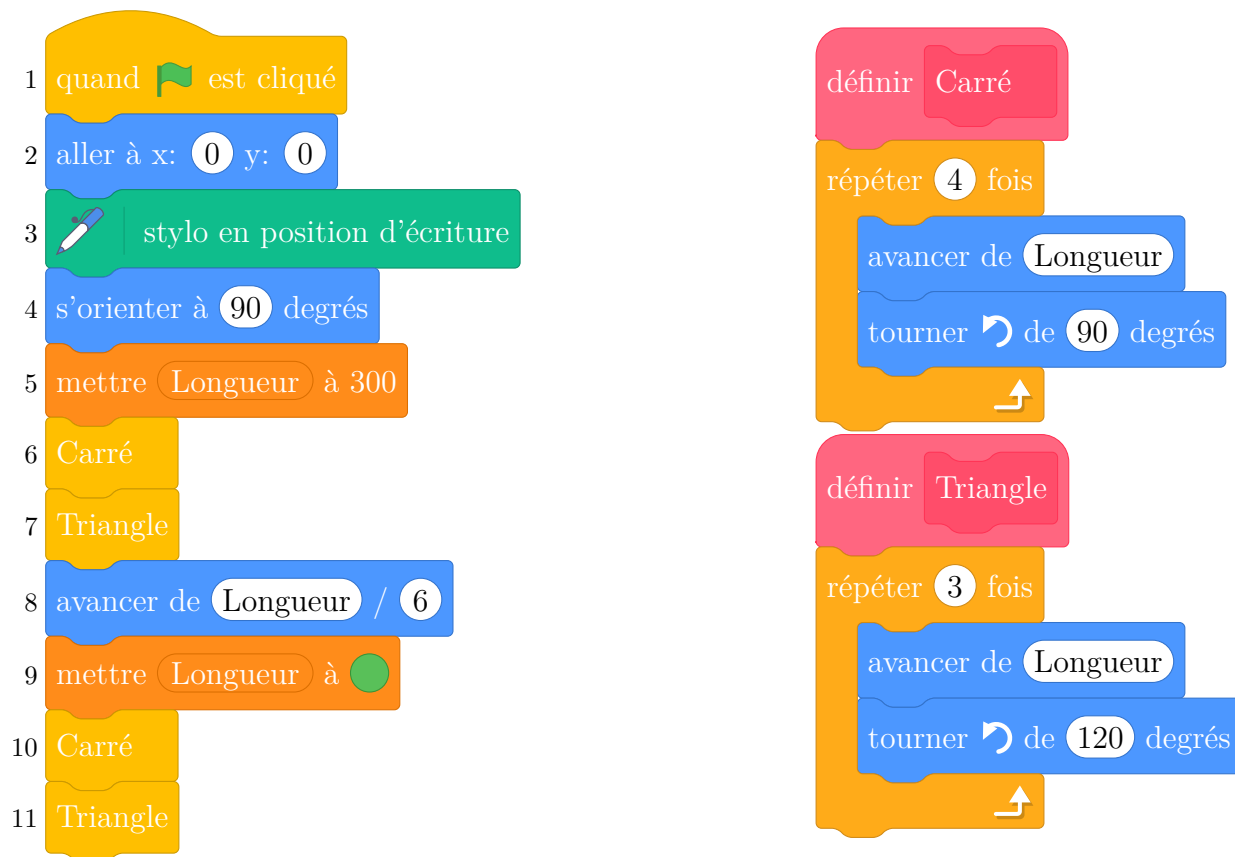 1 quand est cliqué
2 aller à x: 0 y: 0
3 stylo en position d'écriture
4 s'orienter à 90 degrés
5 mettre Longueur à 300
6 Carré
7 Triangle
8 avancer de Longueur / 6
9 mettre Longueur à
10 Carré
11 Triangle
définir Carré
répéter 4 fois
avancer de Longueur
tourner de 90 degrés
définir Triangle
répéter 3 fois
avancer de Longueur
tourner de 120 degrés